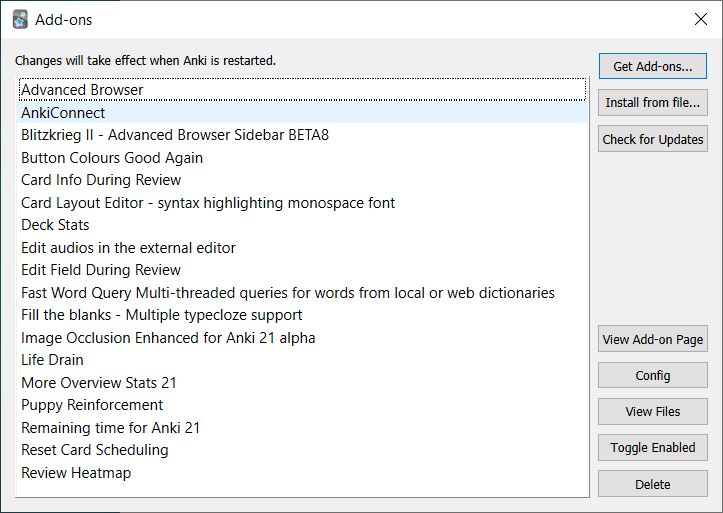 Add-ons
Changes will take effect when Anki is restarted.
Advanced Browser
AnkiConnect
Blitzkrieg II - Advanced Browser Sidebar BETA8
Button Colours Good Again
Card Info During Review
Card Layout Editor - syntax highlighting monospace font
Deck Stats
Edit audios in the external editor
Edit Field During Review
Fast Word Query Multi-threaded queries for words from local or web dictionaries
Fill the blanks - Multiple typecloze support
Image Occlusion Enhanced for Anki 21 alpha
Life Drain
More Overview Stats 21
Puppy Reinforcement
Remaining time for Anki 21
Reset Card Scheduling
Review Heatmap
Get Add-ons...
Install from file...
Check for Updates
View Add-on Page
Config
View Files
Toggle Enabled
Delete